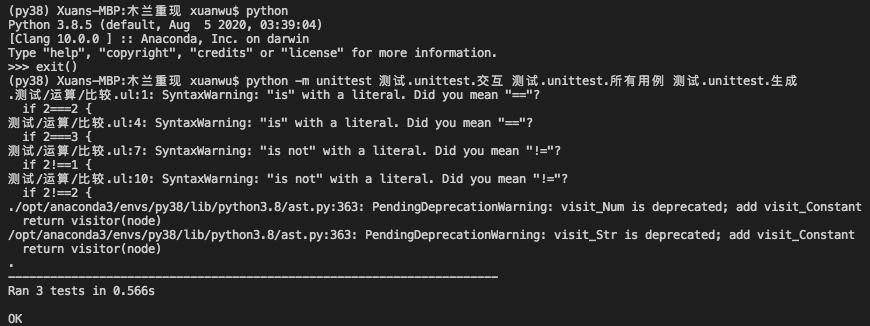 (py38) Xuans-MBP:木兰重现 xuanwu$ python
Python 3.8.5 (default, Aug  5 2020, 03:39:04)
[Clang 10.0.0 ] :: Anaconda, Inc. on darwin
Type "help", "copyright", "credits" or "license" for more information.
>>> exit()
(py38) Xuans-MBP:木兰重现 xuanwu$ python -m unittest 测试.unittest.交互 测试.unittest.所有用例 测试.unittest.生成
.测试/运算/比较.ul:1: SyntaxWarning: "is" with a literal. Did you mean "=="?
  if 2===2 {
测试/运算/比较.ul:4: SyntaxWarning: "is" with a literal. Did you mean "=="?
  if 2===3 {
测试/运算/比较.ul:7: SyntaxWarning: "is not" with a literal. Did you mean "!="?
  if 2!==1 {
测试/运算/比较.ul:10: SyntaxWarning: "is not" with a literal. Did you mean "!="?
  if 2!==2 {
./opt/anaconda3/envs/py38/lib/python3.8/ast.py:363: PendingDeprecationWarning: visit_Num is deprecated; add visit_Constant
  return visitor(node)
/opt/anaconda3/envs/py38/lib/python3.8/ast.py:363: PendingDeprecationWarning: visit_Str is deprecated; add visit_Constant
  return visitor(node)
.
----------------------------------------------------------------------
Ran 3 tests in 0.566s

OK